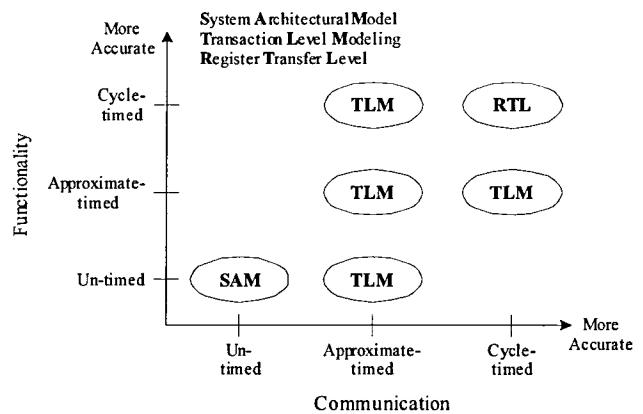 System Architectural Model
Transaction Level Modeling
Register Transfer Level
More
Accurate
Cycle-
timed
TLM
RTL
Functionality
Approximate-
timed
TLM
TLM
Un-timed
SAM
TLM
More
Accurate
Un-
timed
Approximate-
timed
Cycle-
timed
Communication